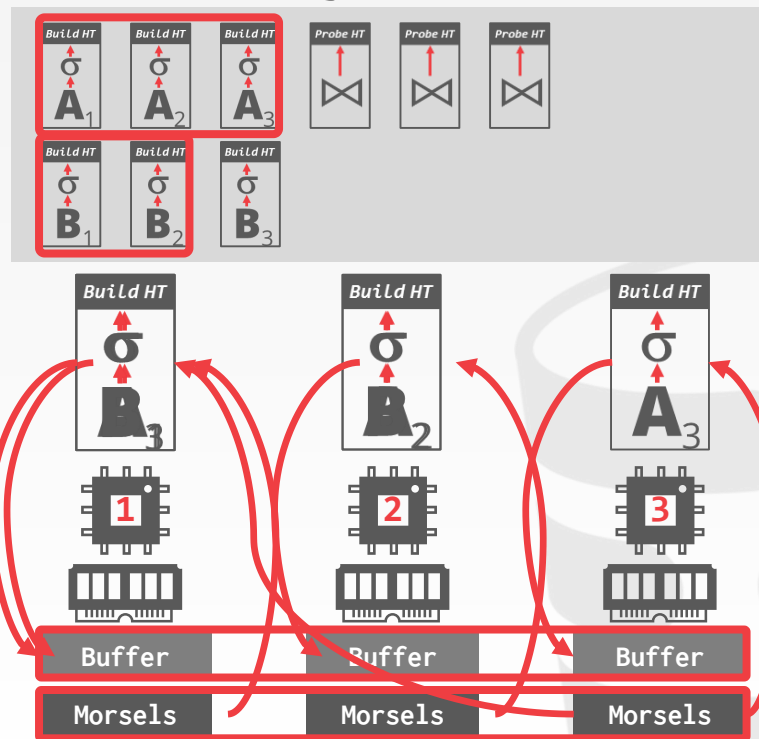 Build HT Build HT Build HT Probe HT Probe HT Probe HT
σ σ σ
A1 A2 A3 ⋈ ⋈ ⋈
Build HT Build HT Build HT
σ σ σ
B1 B2 B3
Build HT Build HT Build HT
σ σ σ
A3
1 2 3
Buffer Buffer Buffer
Morsels Morsels Morsels